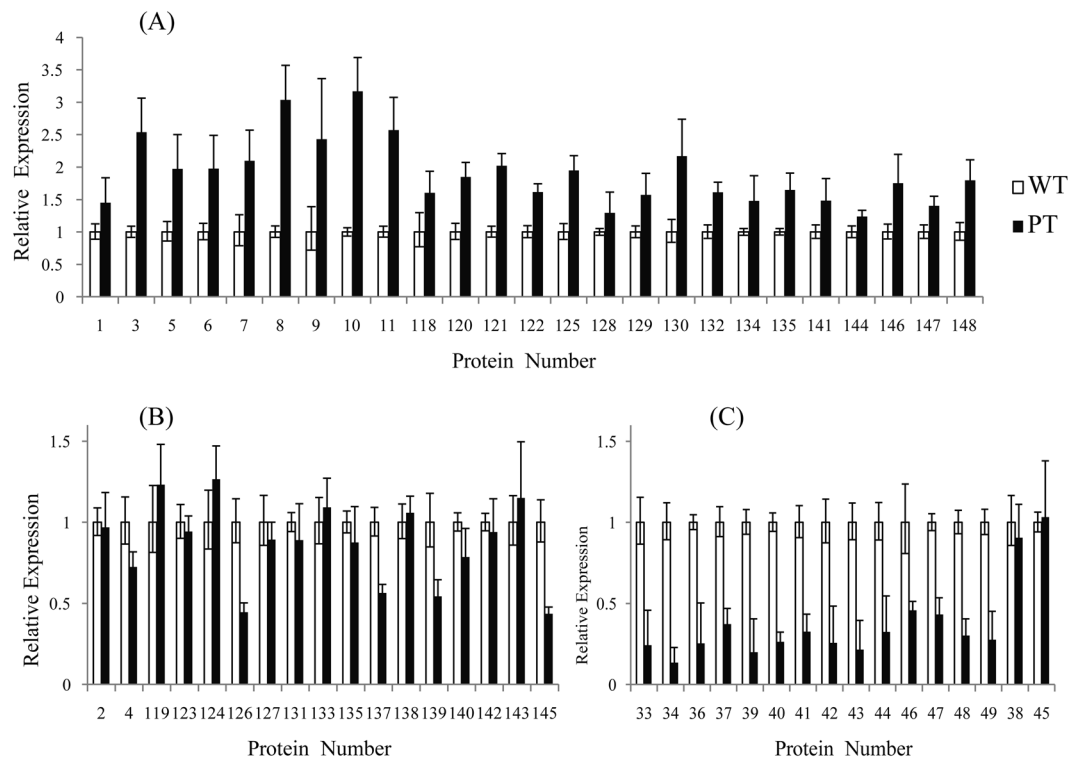 (A)
Relative Expression
4
3.5
3
2.5
2
1.5
1
0.5
0
1 3 5 6 7 8 9 10 11 118 120 121 122 125 128 129 130 132 134 135 141 144 146 147 148
Protein Number
WT
PT
(B)
Relative Expression
1.5
1
0.5
0
2 4 119 123 124 126 127 131 133 135 137 138 139 140 142 143 145
Protein Number
(C)
Relative Expression
1.5
1
0.5
0
33 34 36 37 39 40 41 42 43 44 46 47 48 49 38 45
Protein Number